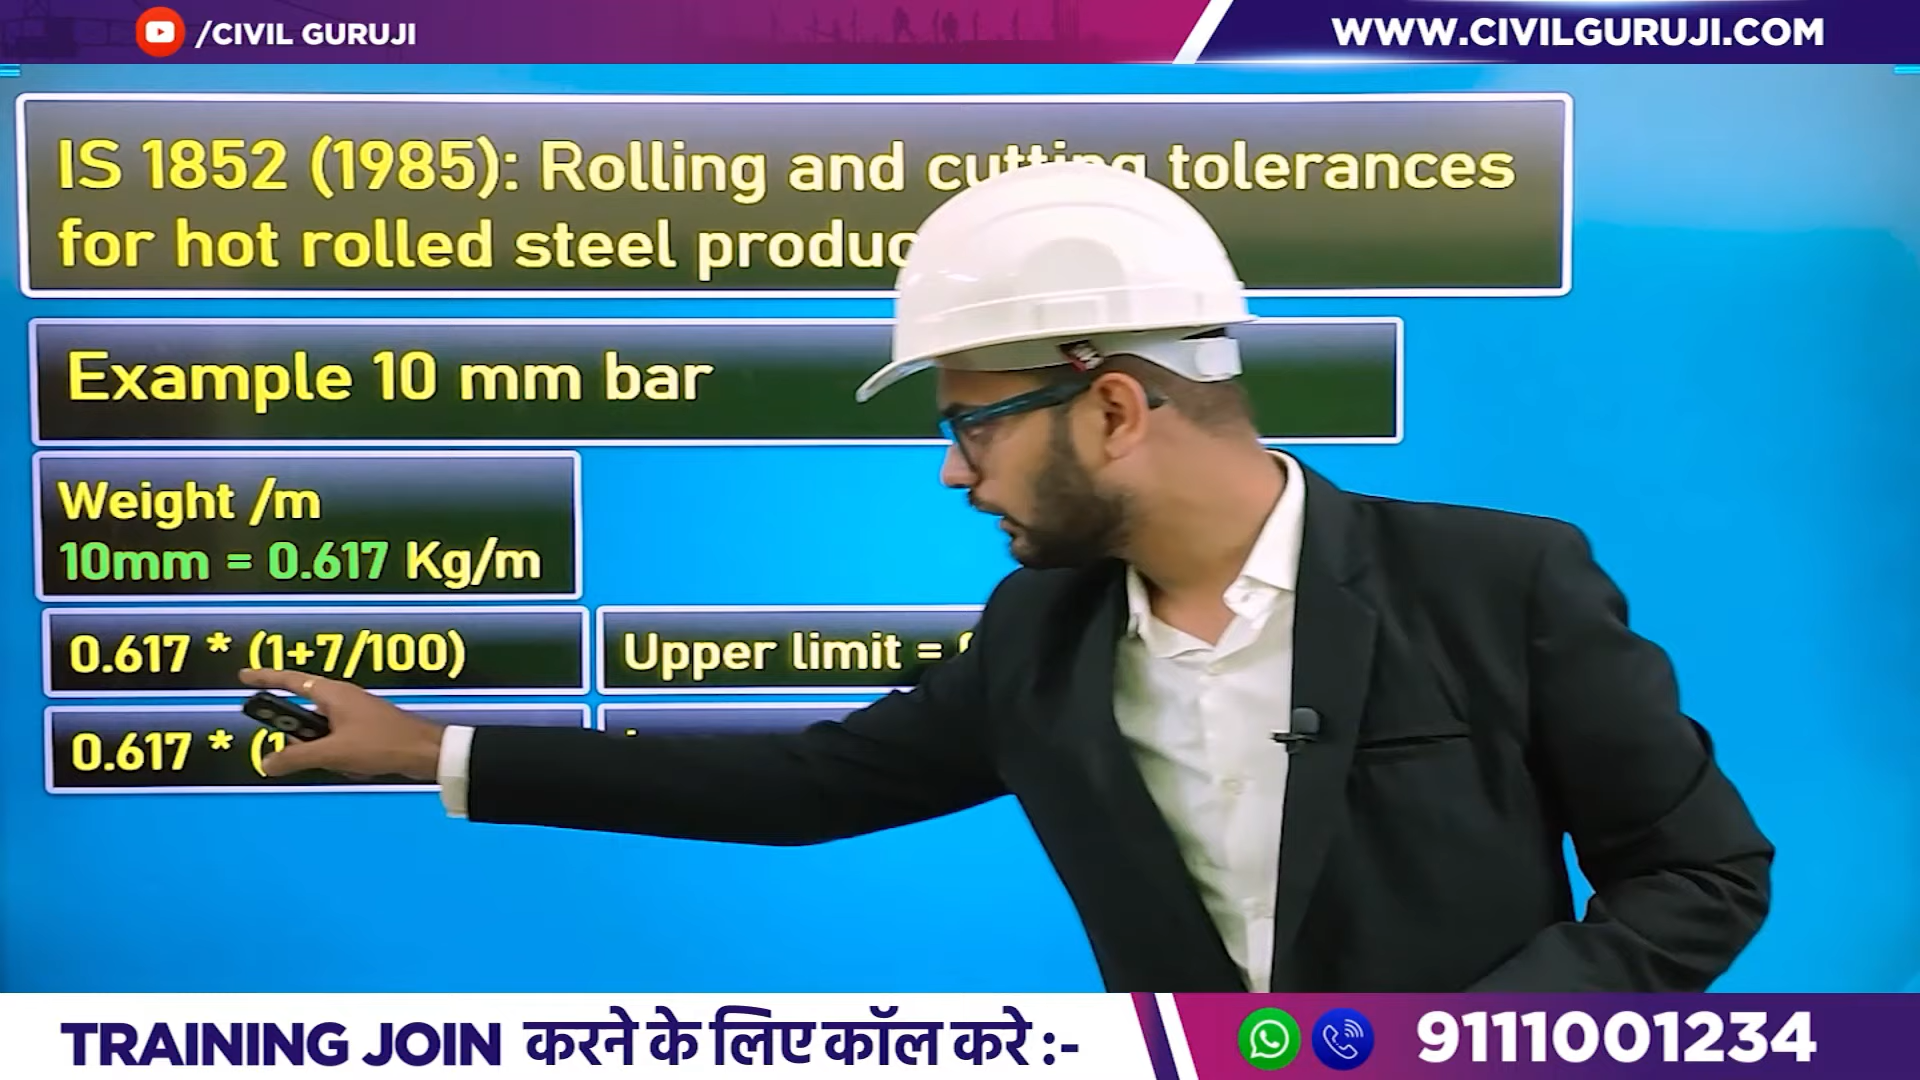 /CIVIL GURUJI
WWW.CIVILGURUJI.COM
IS 1852 (1985): Rolling and cutting tolerances
for hot rolled steel
Example 10 mm bar
Weight /m
10mm = 0.617 Kg/m
0.617 * (1+7/100)
Upper limit =
0.617 * (1
TRAINING JOIN करने के लिए कॉल करे :-
9111001234